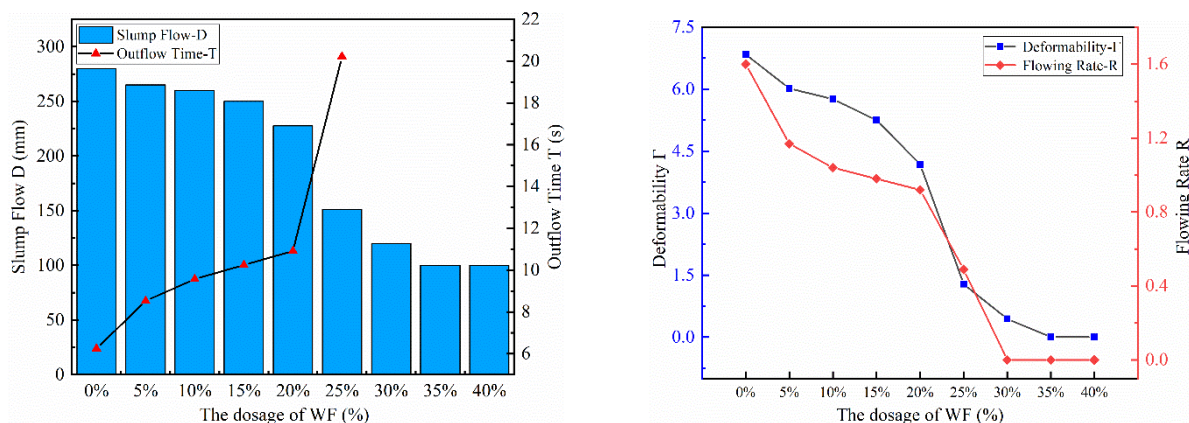 Slump Flow-D
Outflow Time-T
300
250
200
150
100
50
0
Slump Flow D (mm)
22
20
18
16
14
12
10
8
6
Outflow Time T (s)
0% 5% 10% 15% 20% 25% 30% 35% 40%
The dosage of WF (%)
Deformability-Γ
Flowing Rate-R
7.5
6.0
4.5
3.0
1.5
0.0
Deformability Γ
1.6
1.2
0.8
0.4
0.0
Flowing Rate R
0% 5% 10% 15% 20% 25% 30% 35% 40%
The dosage of WF (%)